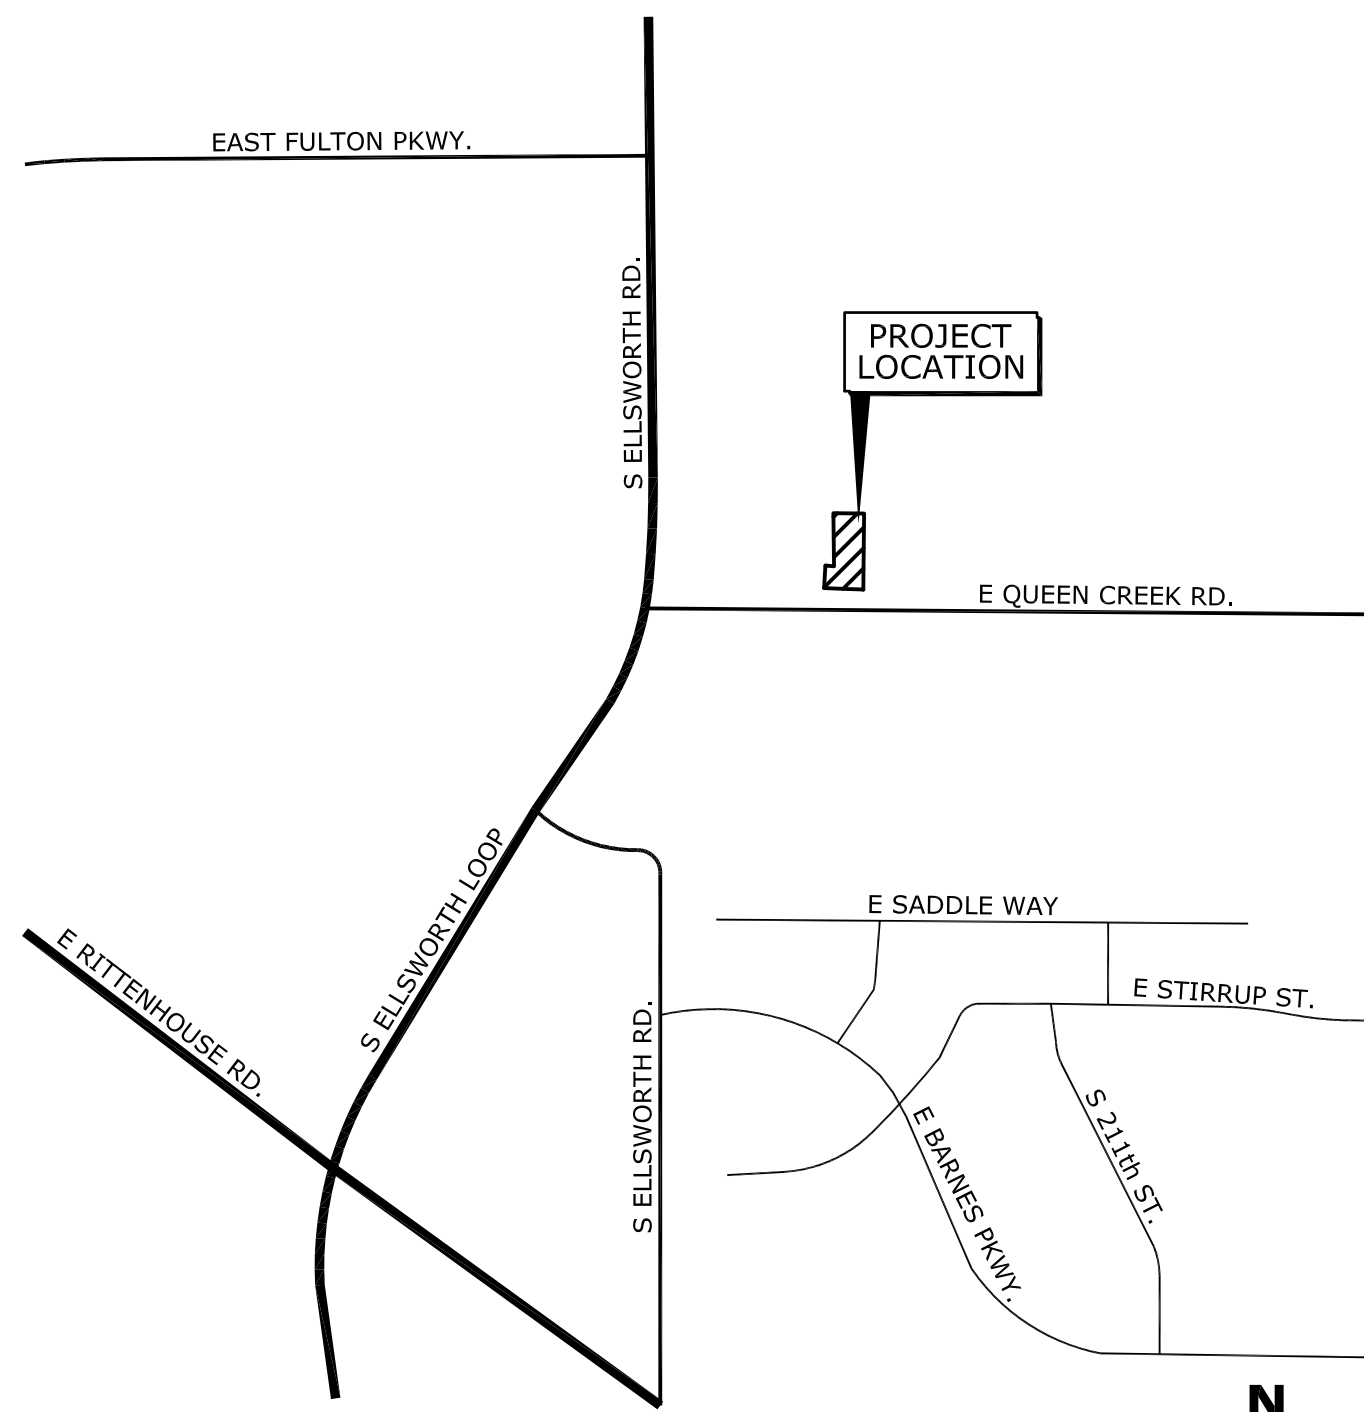 EAST FULTON PKWY.
S ELLSWORTH RD.
PROJECT
LOCATION
E QUEEN CREEK RD.
S ELLSWORTH LOOP
E SADDLE WAY
E RITTENHOUSE RD.
E STIRRUP ST.
S ELLSWORTH RD.
E BARNES PKWY.
S 211th ST.
N